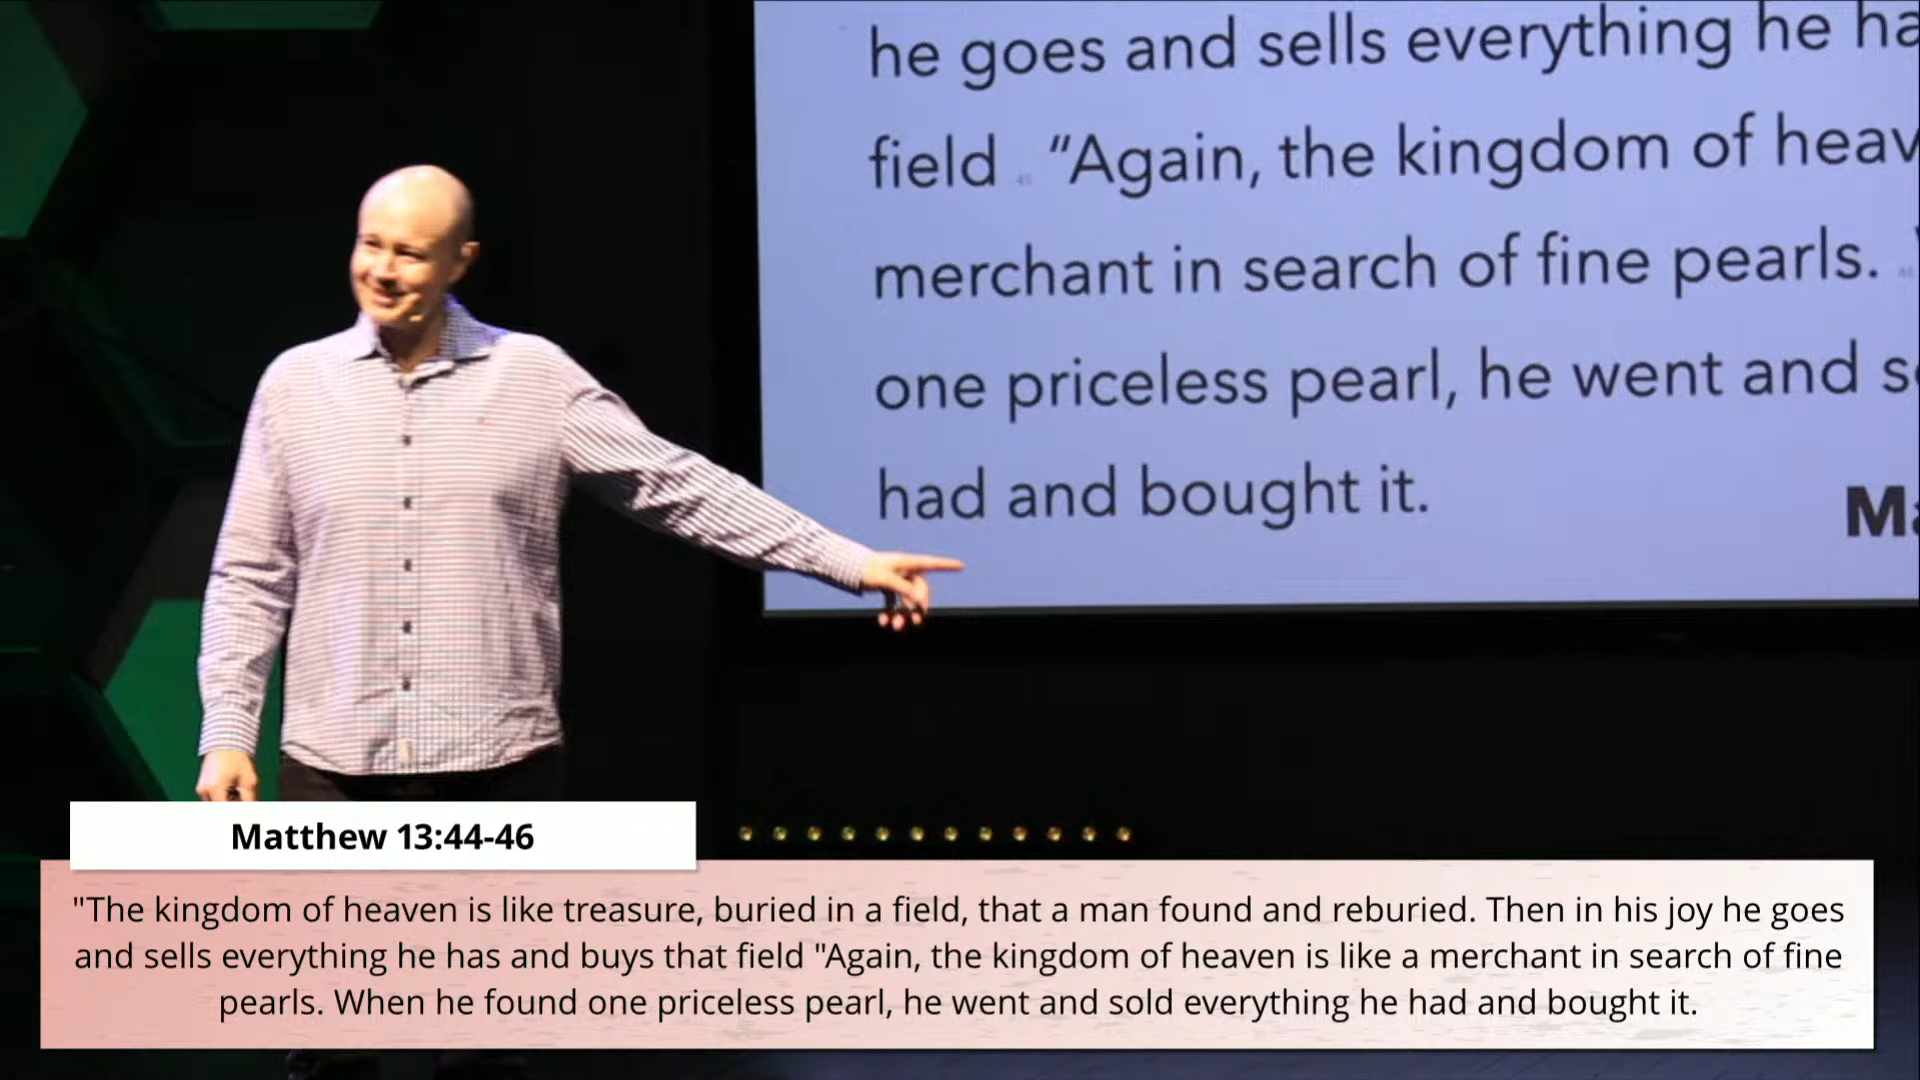 he goes and sells everything he ha
field 45 "Again, the kingdom of heav
merchant in search of fine pearls.
one priceless pearl, he went and s
had and bought it.
Ma
Matthew 13:44-46
"The kingdom of heaven is like treasure, buried in a field, that a man found and reburied. Then in his joy he goes
and sells everything he has and buys that field "Again, the kingdom of heaven is like a merchant in search of fine
pearls. When he found one priceless pearl, he went and sold everything he had and bought it.